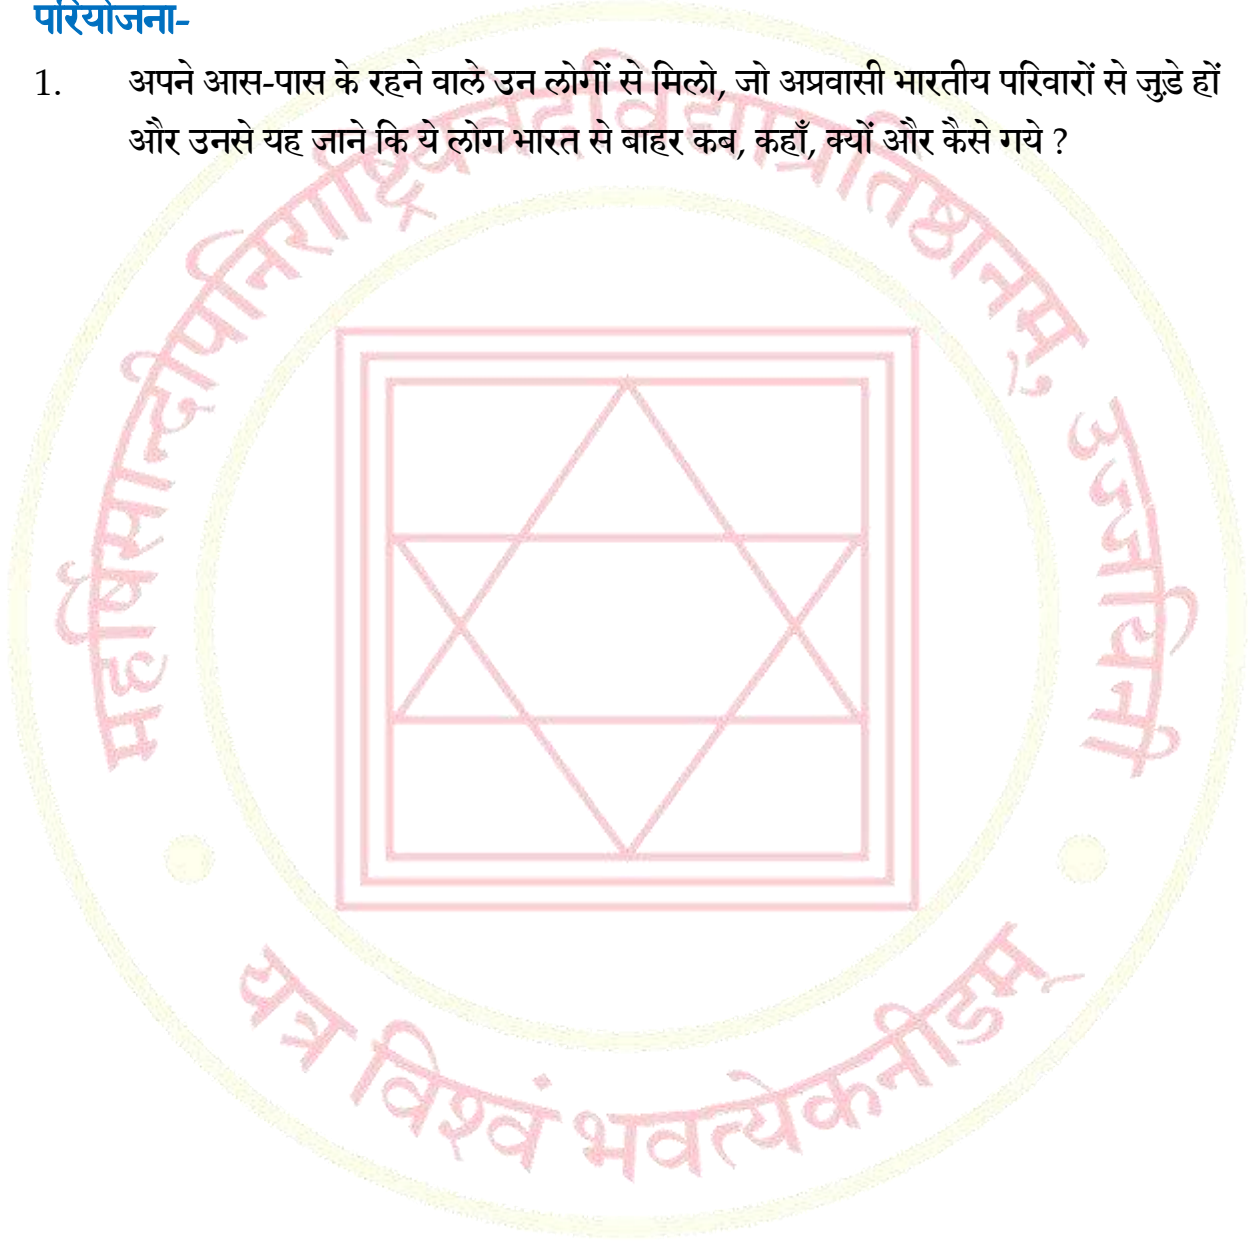 परियोजना-
1. अपने आस-पास के रहने वाले उन लोगों से मिलो, जो अप्रवासी भारतीय परिवारों से जुड़े हों
और उनसे यह जाने कि ये लोग भारत से बाहर कब, कहाँ, क्यों और कैसे गये ?
महर्षिसान्दीपनिराष्ट्रियवेदविद्याप्रतिष्ठानम्, उज्जयिनी
यत्र विश्वं भवत्येकनीडम्